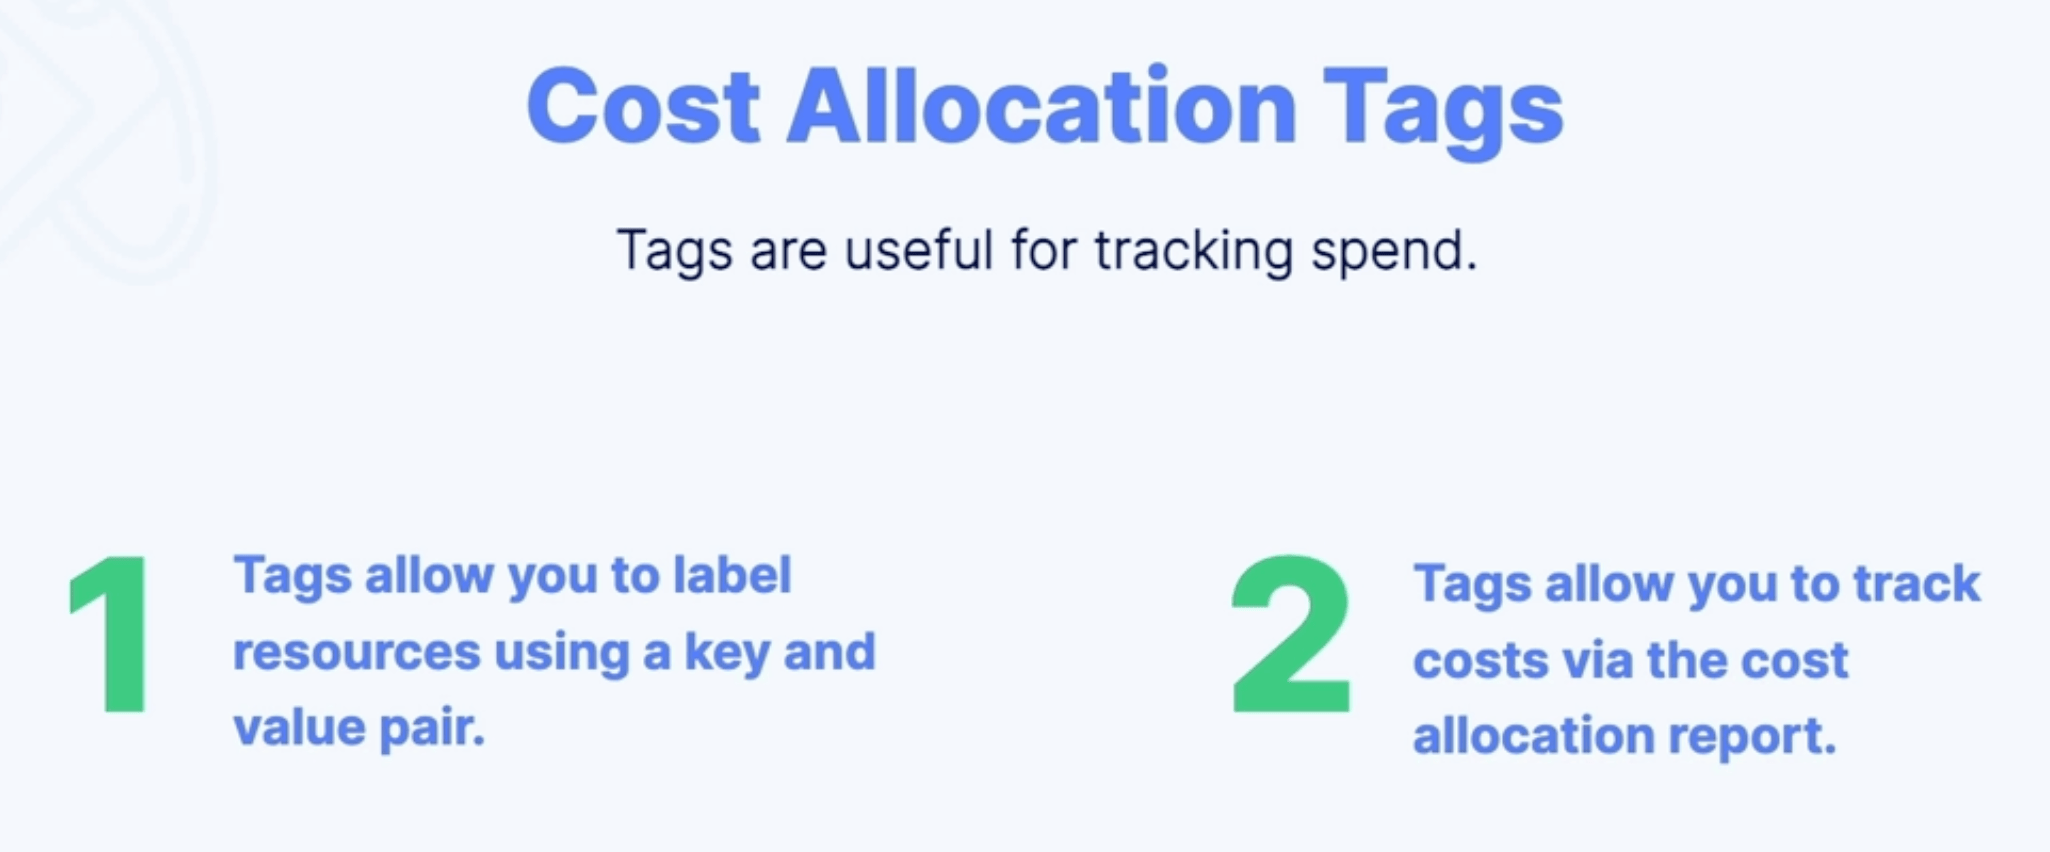 Cost Allocation Tags
Tags are useful for tracking spend.
1
Tags allow you to label
resources using a key and
value pair.
2
Tags allow you to track
costs via the cost
allocation report.